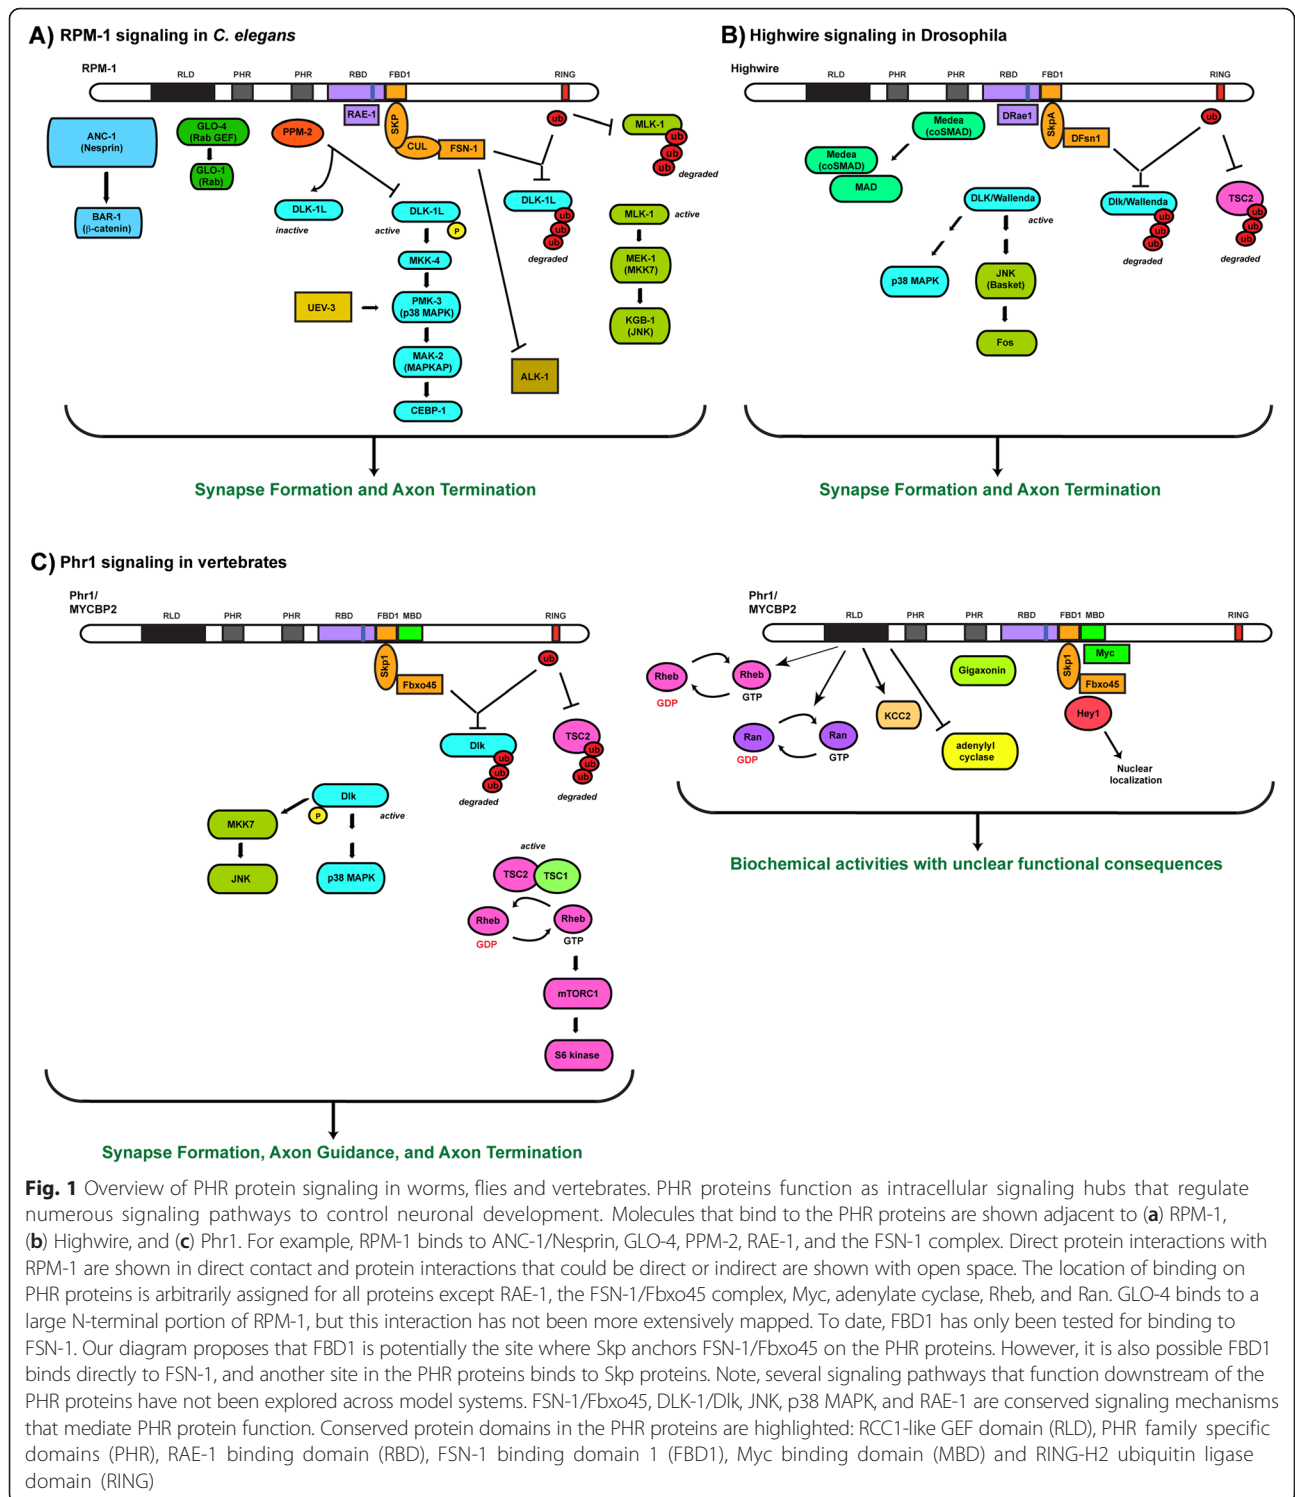 A) RPM-1 signaling in C. elegans
RPM-1
RLD
PHR
PHR
RBD
FBD1
RING
ANC-1
(Nesprin)
BAR-1
(β-catenin)
GLO-4
(Rab GEF)
GLO-1
(Rab)
PPM-2
RAE-1
SKP
CUL
FSN-1
ub
MLK-1
ub
ub
ub
degraded
DLK-1L
inactive
DLK-1L
active
P
DLK-1L
ub
ub
ub
degraded
MLK-1
active
MKK-4
MEK-1
(MKK7)
UEV-3
PMK-3
(p38 MAPK)
KGB-1
(JNK)
MAK-2
(MAPKAP)
ALK-1
CEBP-1
Synapse Formation and Axon Termination
B) Highwire signaling in Drosophila
Highwire
RLD
PHR
PHR
RBD
FBD1
RING
Medea
(coSMAD)
DRae1
SkpA
DFsn1
ub
Medea
(coSMAD)
MAD
DLK/Wallenda
active
Dlk/Wallenda
ub
ub
ub
degraded
TSC2
ub
ub
ub
degraded
p38 MAPK
JNK
(Basket)
Fos
Synapse Formation and Axon Termination
C) Phr1 signaling in vertebrates
Phr1/
MYCBP2
RLD
PHR
PHR
RBD
FBD1
MBD
RING
Skp1
Fbxo45
ub
Dlk
ub
ub
ub
degraded
TSC2
ub
ub
ub
degraded
Dlk
P
active
MKK7
JNK
p38 MAPK
active
TSC2
TSC1
Rheb
GDP
Rheb
GTP
mTORC1
S6 kinase
Synapse Formation, Axon Guidance, and Axon Termination
Phr1/
MYCBP2
RLD
PHR
PHR
RBD
FBD1
MBD
RING
Rheb
GDP
Rheb
GTP
Ran
GDP
Ran
GTP
KCC2
adenylyl
cyclase
Gigaxonin
Skp1
Myc
Fbxo45
Hey1
Nuclear
localization
Biochemical activities with unclear functional consequences
Fig. 1 Overview of PHR protein signaling in worms, flies and vertebrates. PHR proteins function as intracellular signaling hubs that regulate
numerous signaling pathways to control neuronal development. Molecules that bind to the PHR proteins are shown adjacent to (a) RPM-1,
(b) Highwire, and (c) Phr1. For example, RPM-1 binds to ANC-1/Nesprin, GLO-4, PPM-2, RAE-1, and the FSN-1 complex. Direct protein interactions with
RPM-1 are shown in direct contact and protein interactions that could be direct or indirect are shown with open space. The location of binding on
PHR proteins is arbitrarily assigned for all proteins except RAE-1, the FSN-1/Fbxo45 complex, Myc, adenylate cyclase, Rheb, and Ran. GLO-4 binds to a
large N-terminal portion of RPM-1, but this interaction has not been more extensively mapped. To date, FBD1 has only been tested for binding to
FSN-1. Our diagram proposes that FBD1 is potentially the site where Skp anchors FSN-1/Fbxo45 on the PHR proteins. However, it is also possible FBD1
binds directly to FSN-1, and another site in the PHR proteins binds to Skp proteins. Note, several signaling pathways that function downstream of the
PHR proteins have not been explored across model systems. FSN-1/Fbxo45, DLK-1/Dlk, JNK, p38 MAPK, and RAE-1 are conserved signaling mechanisms
that mediate PHR protein function. Conserved protein domains in the PHR proteins are highlighted: RCC1-like GEF domain (RLD), PHR family specific
domains (PHR), RAE-1 binding domain (RBD), FSN-1 binding domain 1 (FBD1), Myc binding domain (MBD) and RING-H2 ubiquitin ligase
domain (RING)